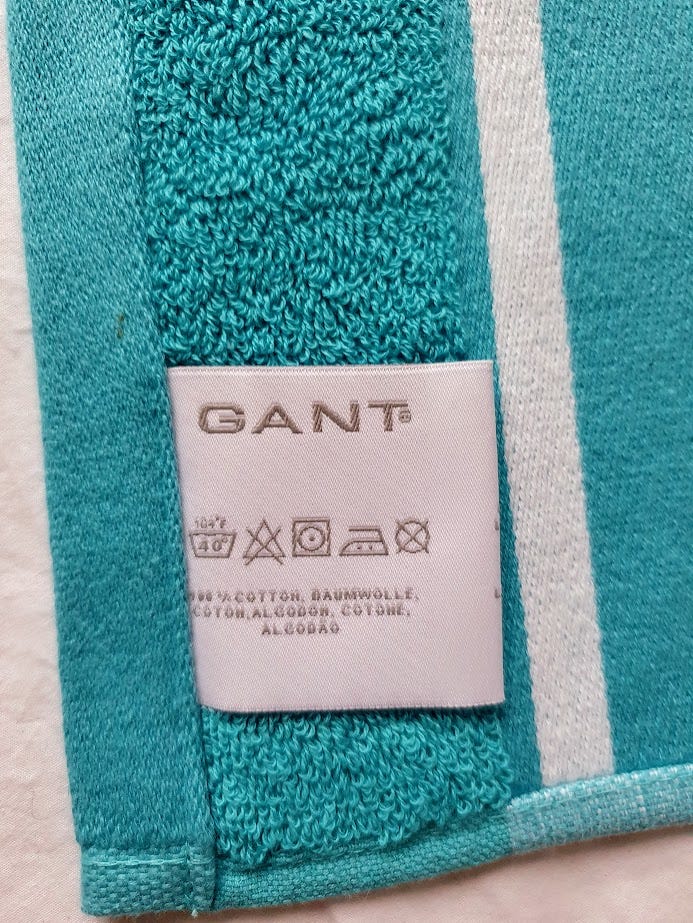 GANT®
104°F
40°
100% COTTON, BAUMWOLLE,
COTON, ALGODON, COTONE,
ALGODÃO